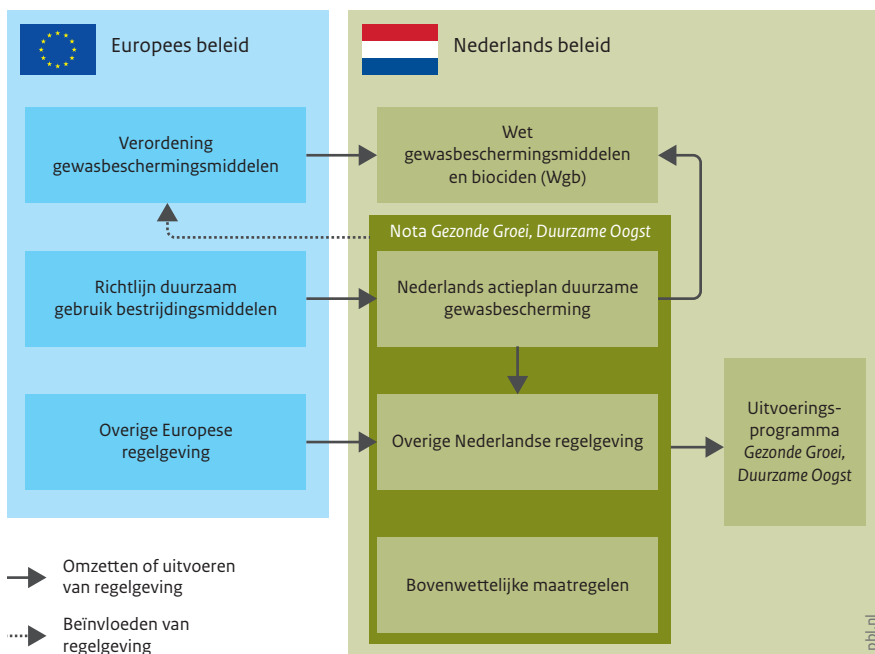 Europees beleid
Nederlands beleid
Verordening
gewasbeschermingsmiddelen
Wet
gewasbeschermingsmiddelen
en biociden (Wgb)
Nota Gezonde Groei, Duurzame Oogst
Richtlijn duurzaam
gebruik bestrijdingsmiddelen
Nederlands actieplan duurzame
gewasbescherming
Overige Europese
regelgeving
Overige Nederlandse regelgeving
Uitvoerings-
programma
Gezonde Groei,
Duurzame Oogst
Bovenwettelijke maatregelen
Omzetten of uitvoeren
van regelgeving
Beïnvloeden van
regelgeving
pbl.nl